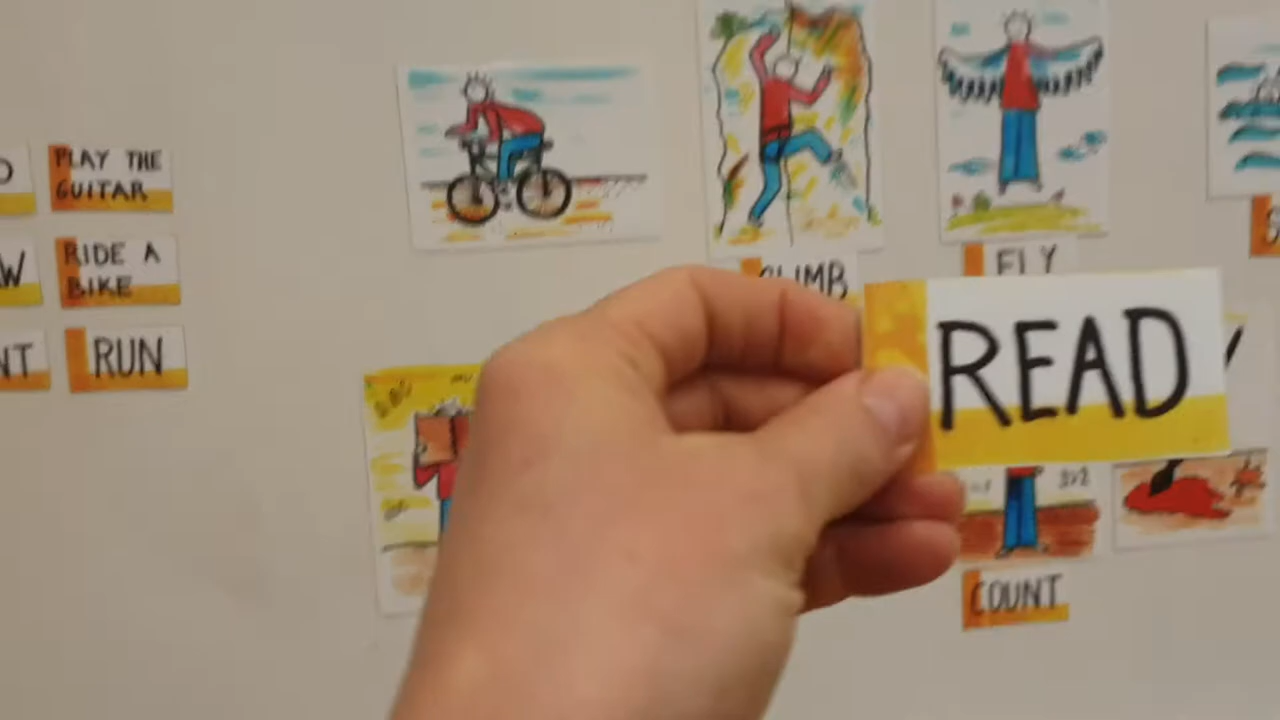 PLAY THE
GUITAR
RIDE A
BIKE
RUN
CLIMB
FLY
READ
COUNT